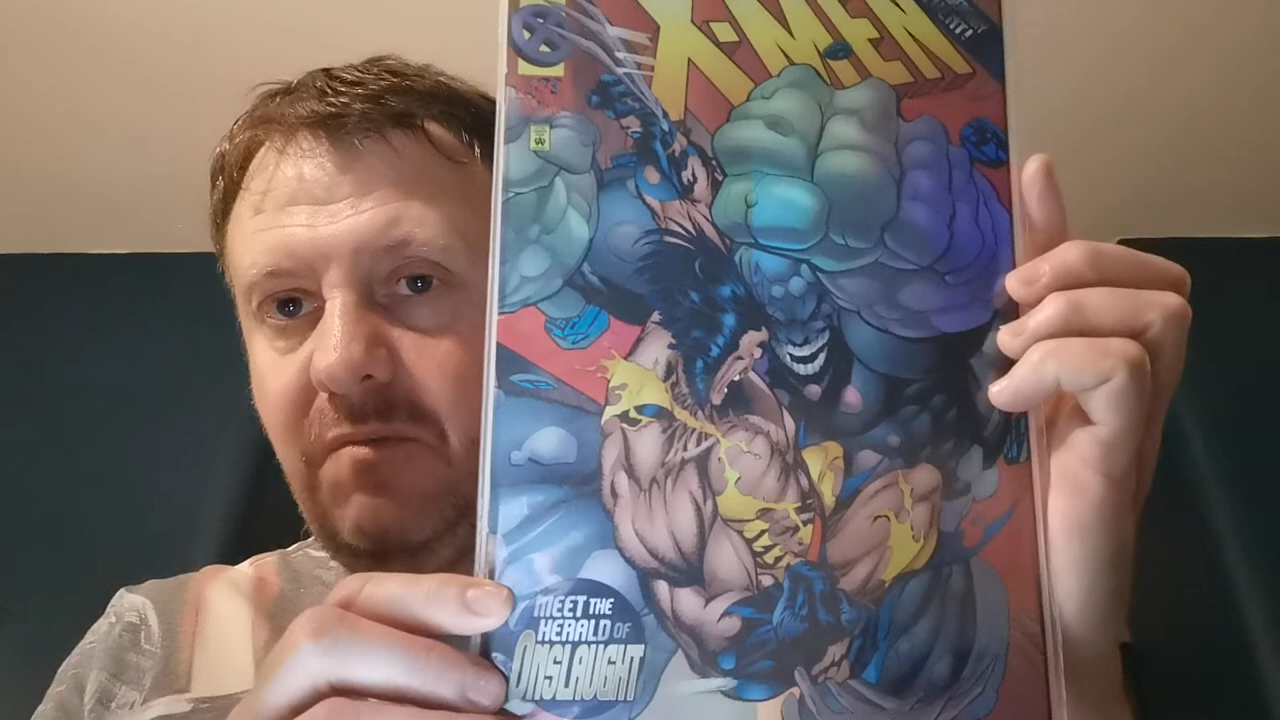 X-MEN
MEET THE
HERALD OF
ONSLAUGHT